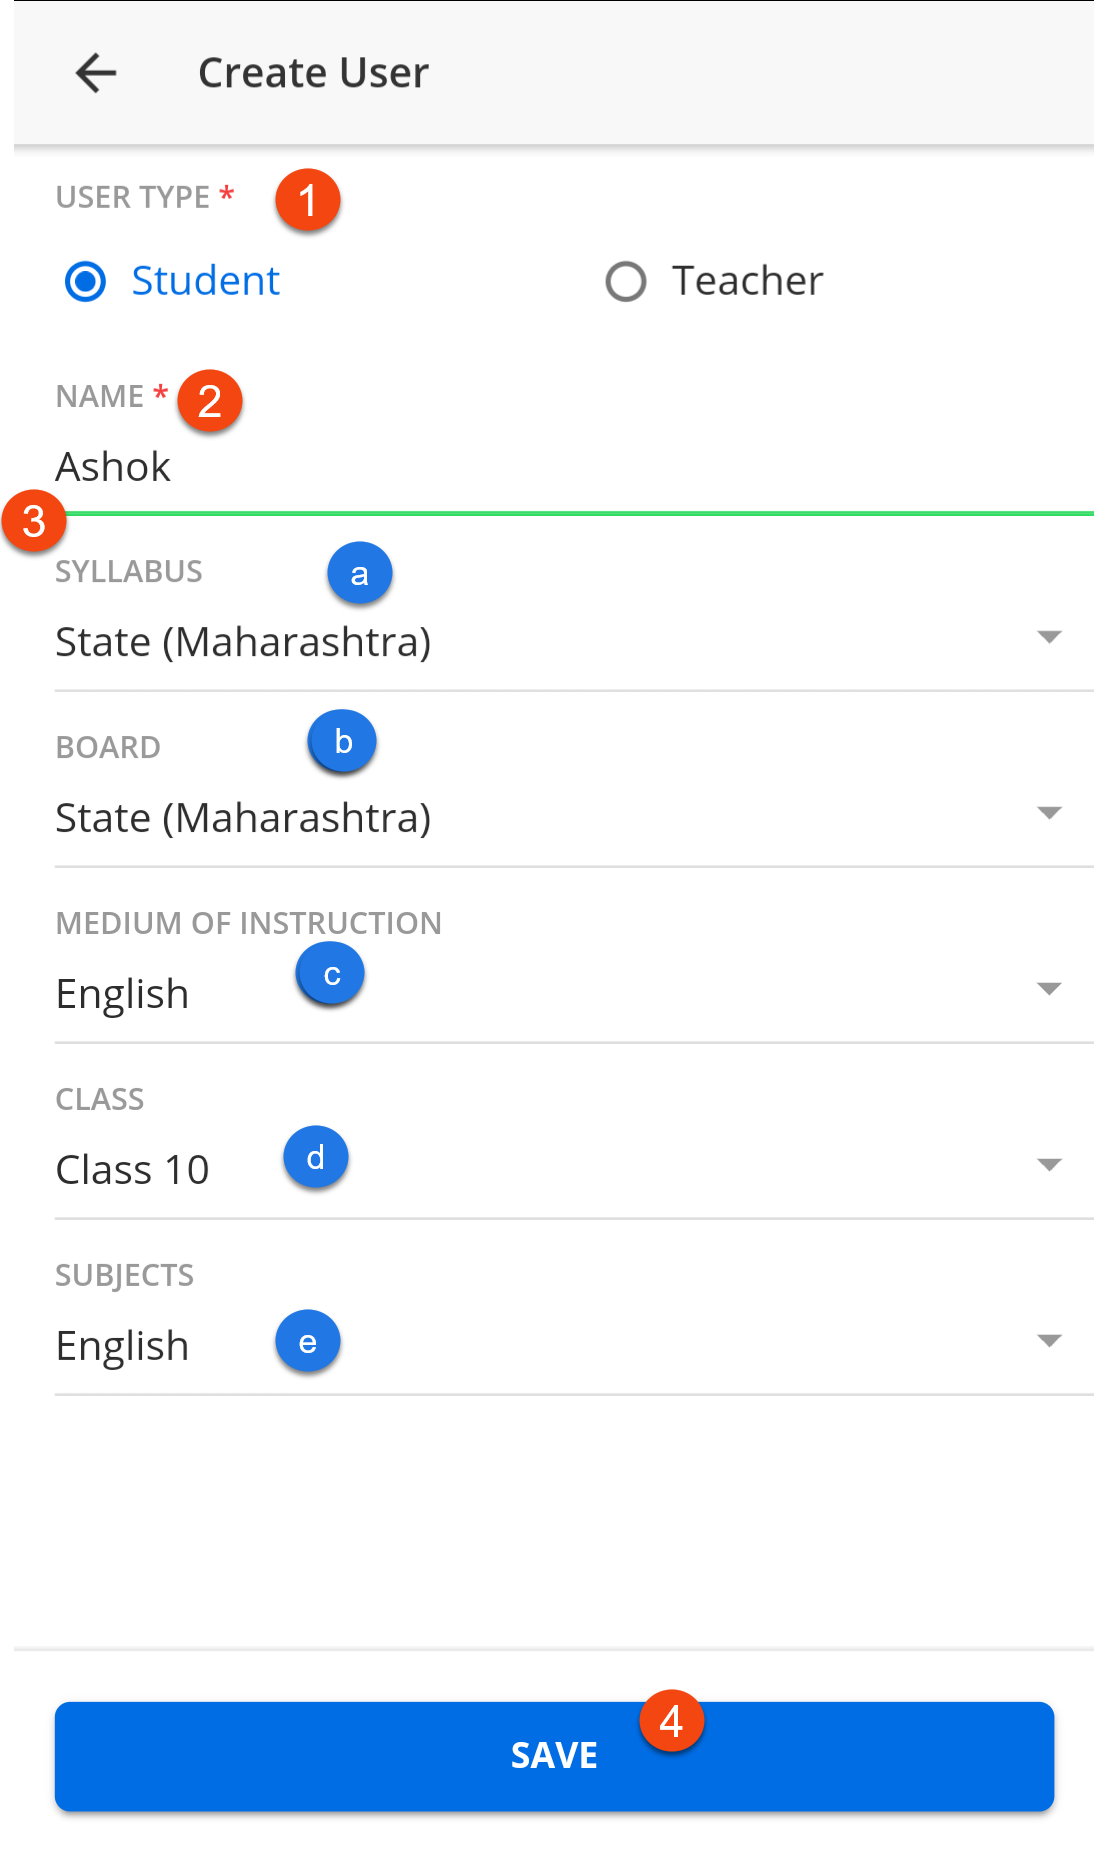 Create User
USER TYPE * 1
Student Teacher
NAME * 2
Ashok
3
SYLLABUS a
State (Maharashtra)
BOARD b
State (Maharashtra)
MEDIUM OF INSTRUCTION
English c
CLASS
Class 10 d
SUBJECTS
English e
4
SAVE